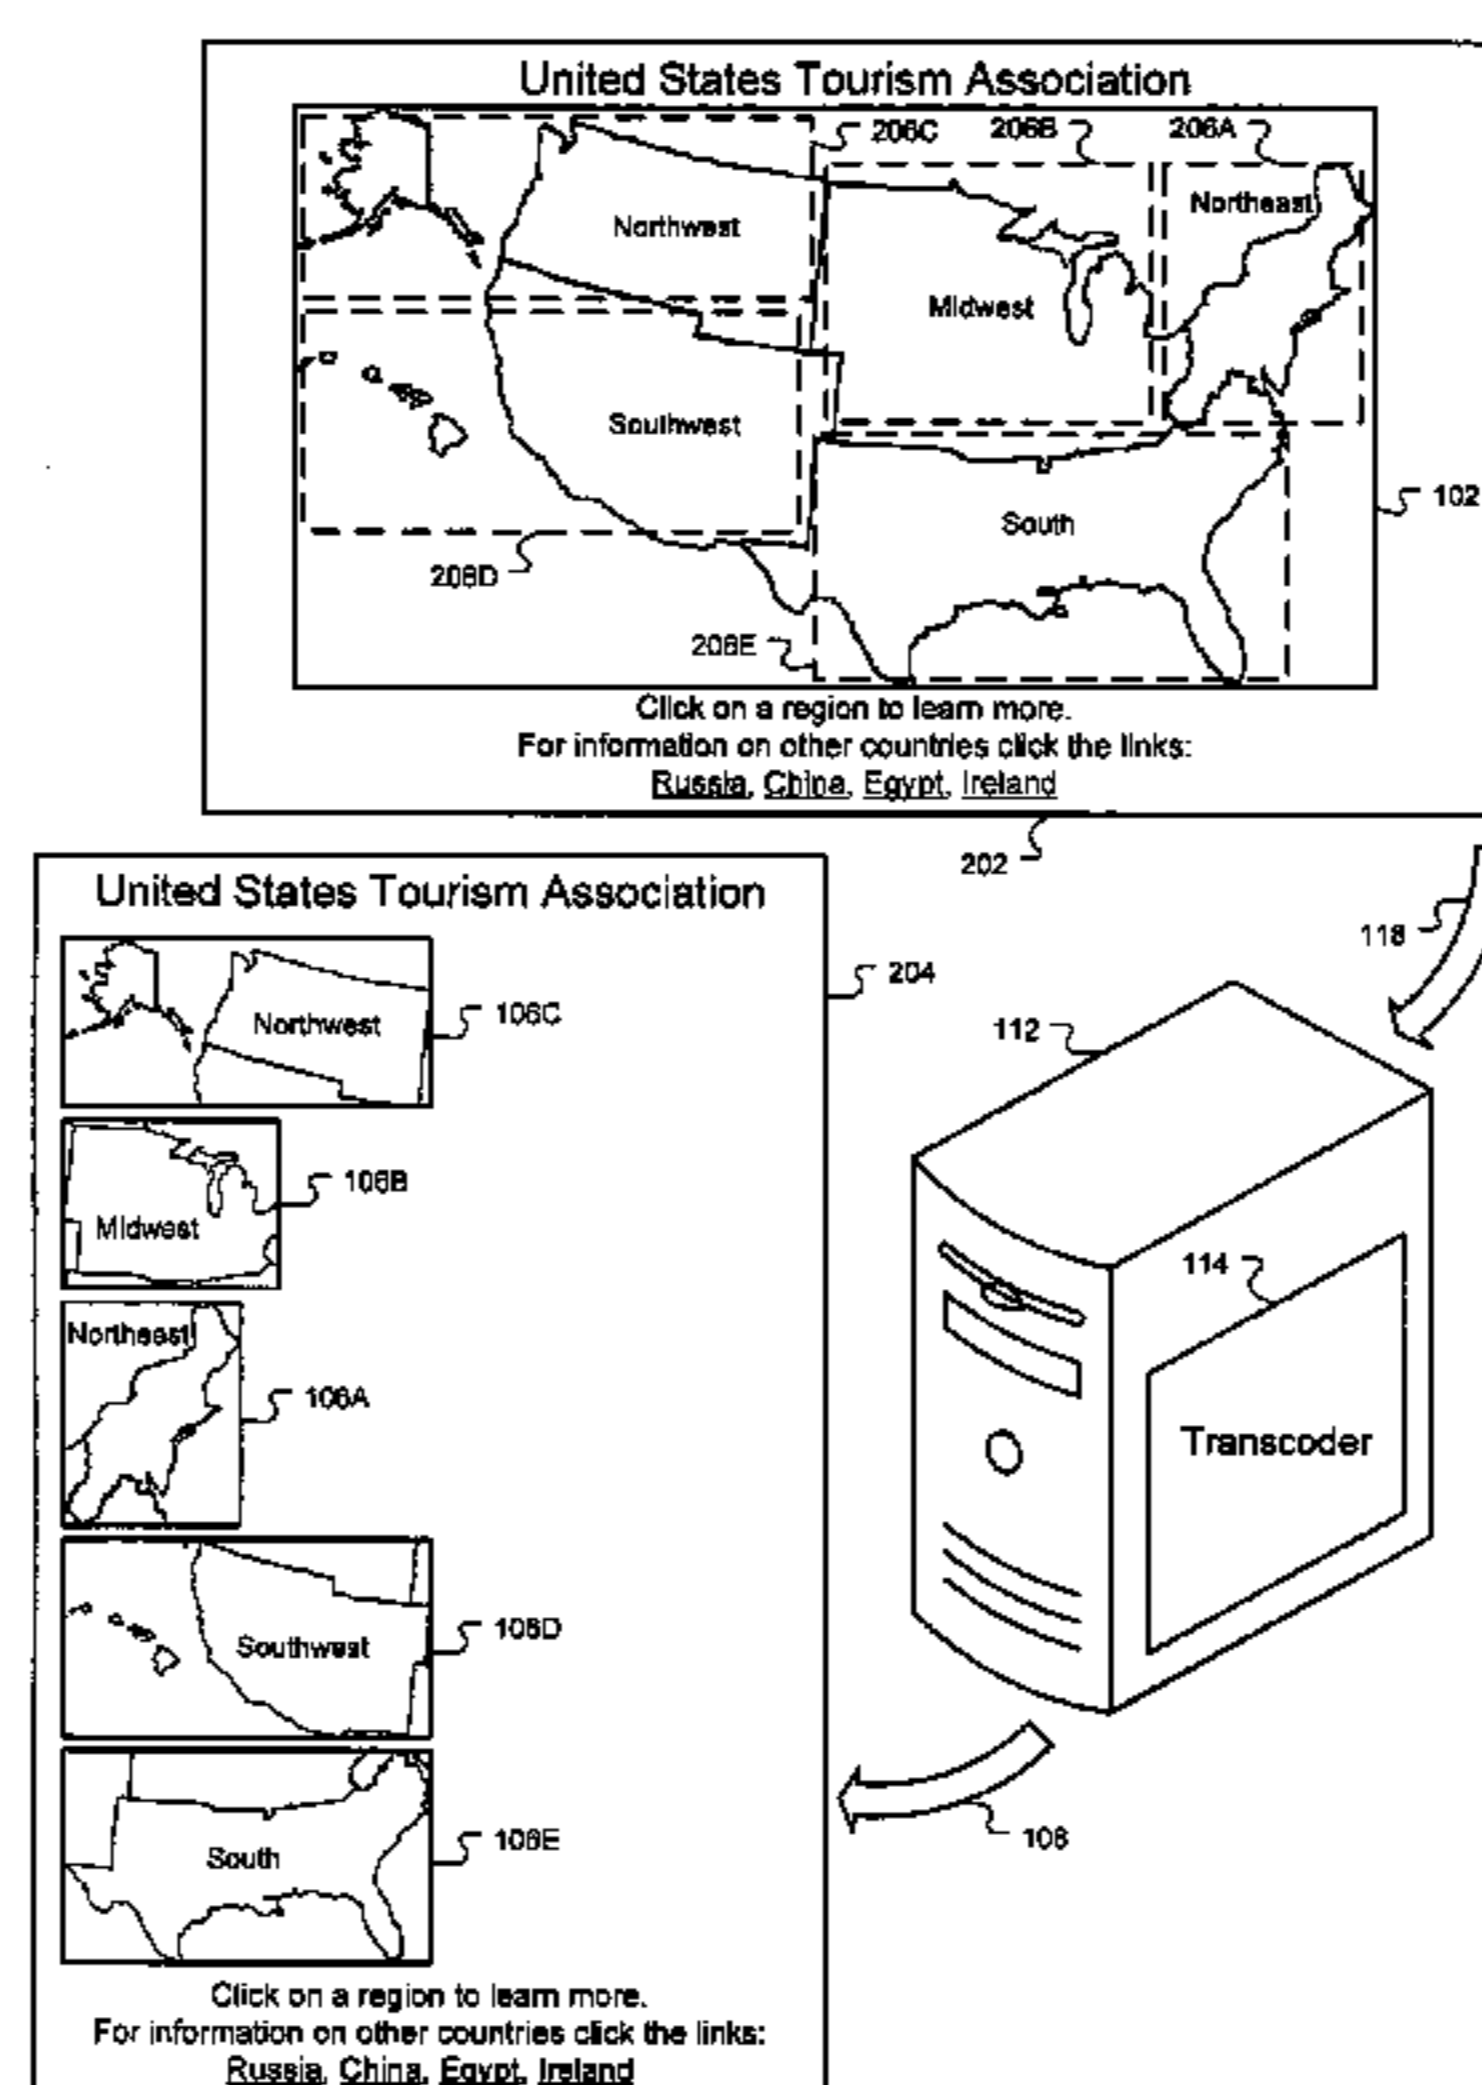 United States Tourism Association
206C 206B 206A
Northeast
Northwest
Midwest
Southwest
102
South
206D
206E
Click on a region to learn more.
For information on other countries click the links:
Russia, China, Egypt, Ireland
202
118
United States Tourism Association
204
106C
112
Northwest
106B
Midwest
114
Northeast
106A
Transcoder
106D
Southwest
106E
108
South
Click on a region to learn more.
For information on other countries click the links:
Russia, China, Egypt, Ireland